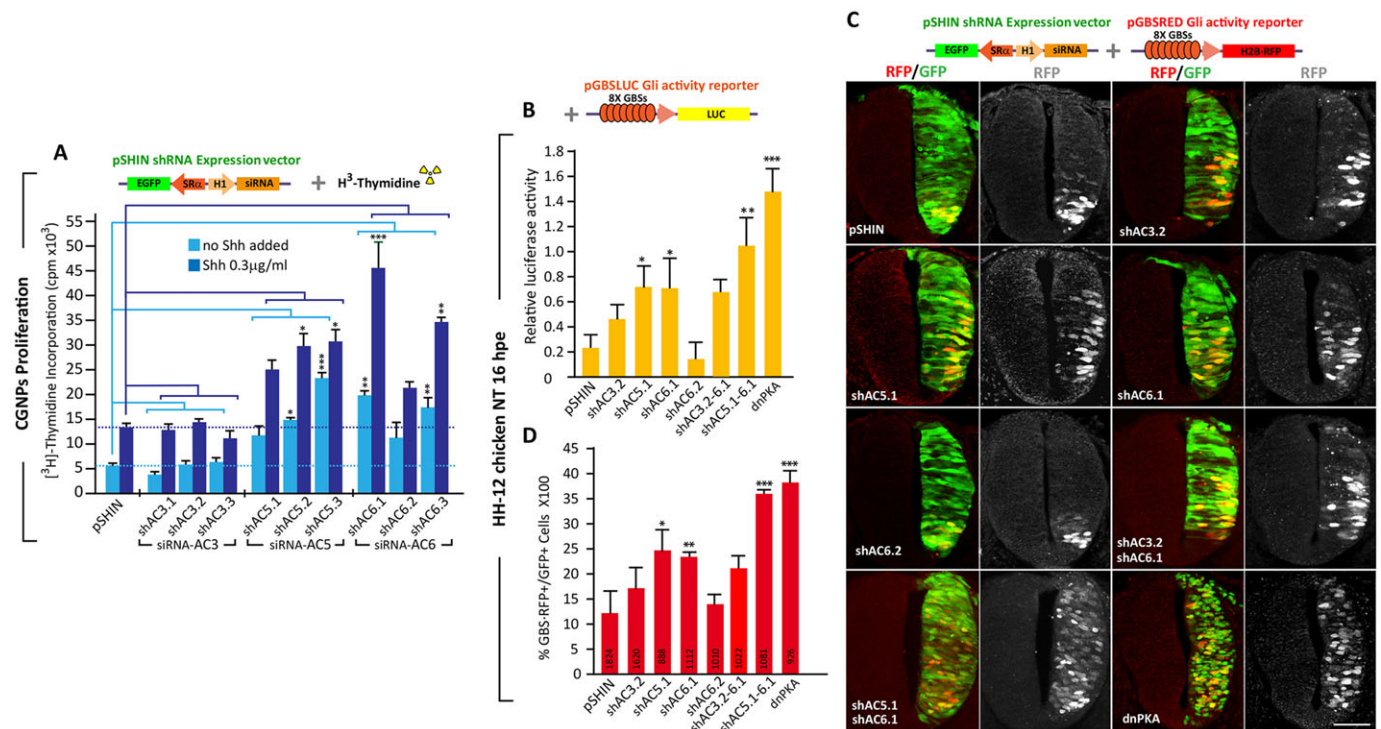 A
pSHIN shRNA Expression vector
EGFP SRα H1 siRNA + H³-Thymidine
CGNPs Proliferation
[³H]-Thymidine Incorporation (cpm x10³)
55
50
45
40
35
30
25
20
15
10
5
0
no Shh added
Shh 0.3µg/ml
***
**
**
**
*
*
*
***
pSHIN
shAC3.1
shAC3.2
shAC3.3
shAC5.1
shAC5.2
shAC5.3
shAC6.1
shAC6.2
shAC6.3
siRNA-AC3
siRNA-AC5
siRNA-AC6
HH-12 chicken NT 16 hpe
B
pGBSLUC Gli activity reporter
8X GBSs
+ LUC
Relative luciferase activity
1.8
1.6
1.4
1.2
1.0
0.8
0.6
0.4
0.2
0
*
*
**
***
pSHIN
shAC3.2
shAC5.1
shAC6.1
shAC6.2
shAC3.2-6.1
shAC5.1-6.1
dnPKA
D
% GBS-RFP+/GFP+ Cells X100
40
35
30
25
20
15
10
5
0
*
**
***
***
1824
1620
888
1112
1010
1022
1081
926
pSHIN
shAC3.2
shAC5.1
shAC6.1
shAC6.2
shAC3.2-6.1
shAC5.1-6.1
dnPKA
C
pSHIN shRNA Expression vector
EGFP SRα H1 siRNA +
pGBSRED Gli activity reporter
8X GBSs
H2B-RFP
RFP/GFP
RFP
RFP/GFP
RFP
pSHIN
shAC3.2
shAC5.1
shAC6.1
shAC6.2
shAC3.2
shAC6.1
shAC5.1
shAC6.1
dnPKA